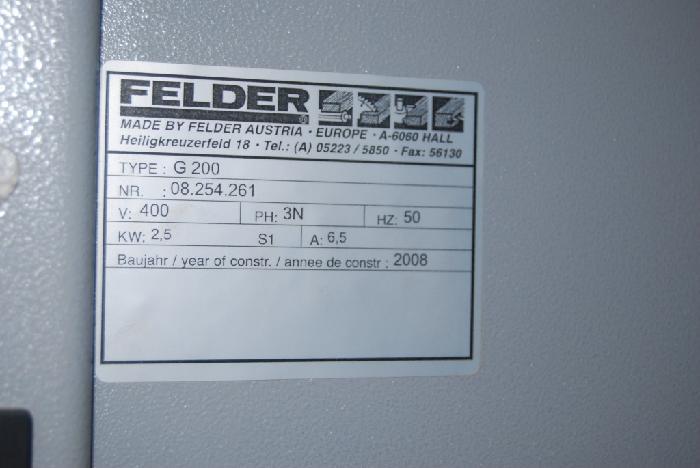 FELDER
MADE BY FELDER AUSTRIA · EUROPE · A-6060 HALL
Heiligkreuzerfeld 18 · Tel.: (A) 05223 / 5850 · Fax: 56130
TYPE : G 200
NR. : 08.254.261
V: 400 PH: 3N HZ: 50
KW: 2,5 S1 A: 6,5
Baujahr / year of constr. / annee de constr : 2008